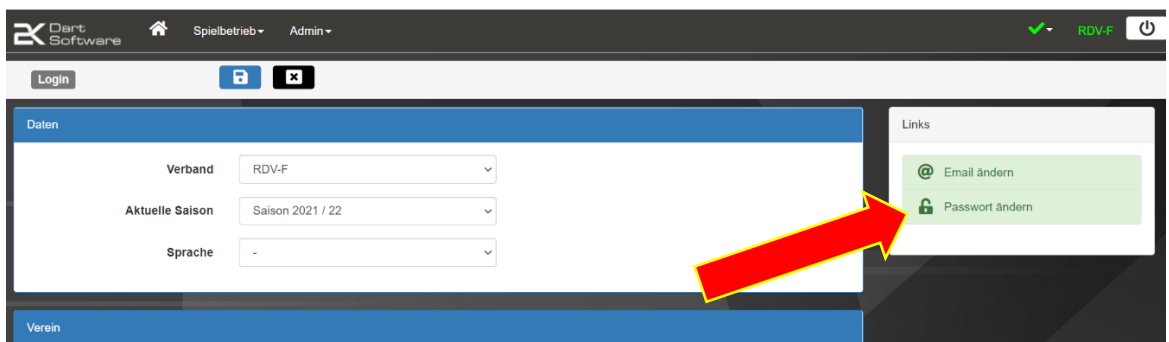 2K Dart Software
Spielbetrieb
Admin
RDV-F
Login
Daten
Verband
RDV-F
Aktuelle Saison
Saison 2021 / 22
Sprache
-
Links
@ Email ändern
Passwort ändern
Verein